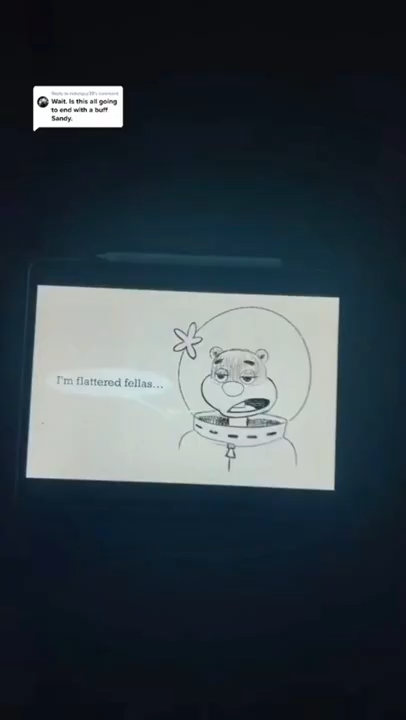 Wait. Is this all going
to end with a buff
Sandy.
I'm flattered fellas...